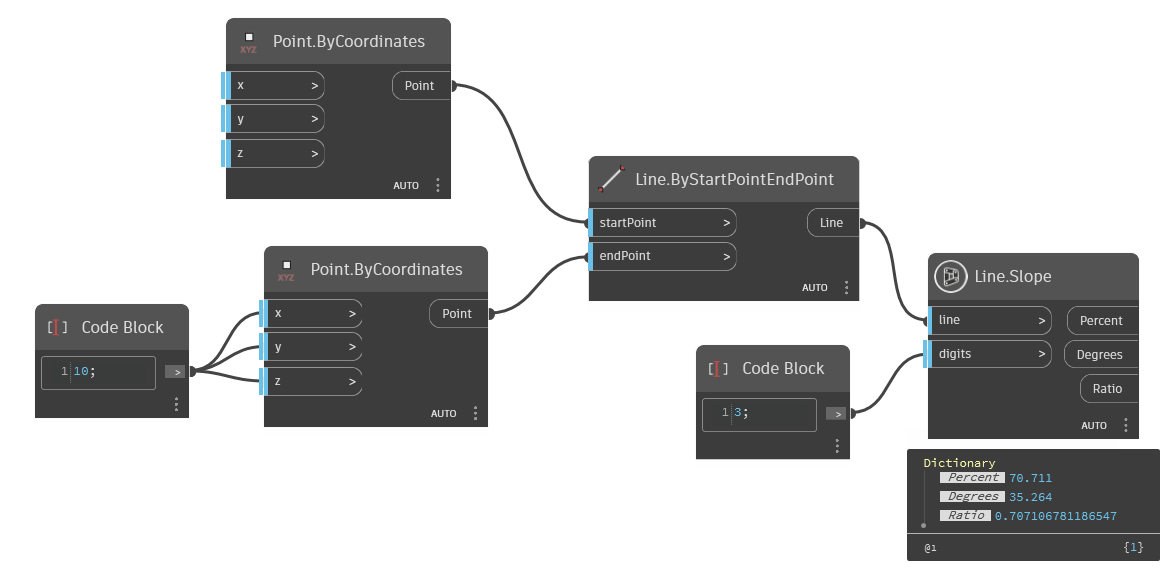 XYZ
Point.ByCoordinates
x >
Point
y >
z >
AUTO
XYZ
Point.ByCoordinates
x >
Point
y >
z >
AUTO
[ ] Code Block
1 10;
>
Line.ByStartPointEndPoint
startPoint >
Line
endPoint >
AUTO
[ ] Code Block
1 3;
>
Line.Slope
line >
Percent
digits >
Degrees
Ratio
AUTO
Dictionary
Percent 70.711
Degrees 35.264
Ratio 0.707106781186547
@1 {1}